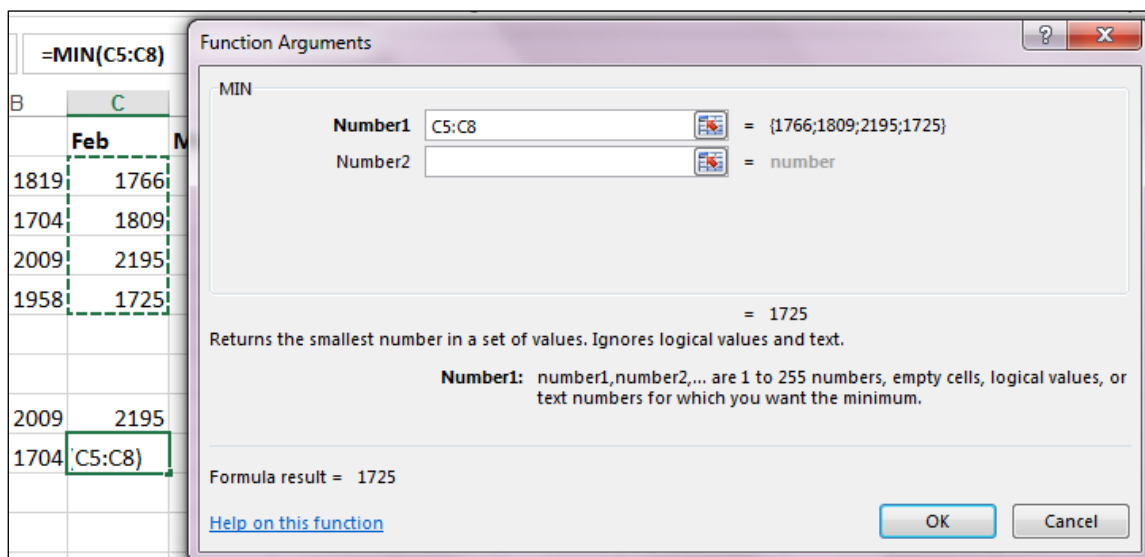 Function Arguments
?
X
=MIN(C5:C8)
MIN
Number1 C5:C8 = {1766;1809;2195;1725}
Number2 = number
B C
Feb M
1819 1766
1704 1809
2009 2195
1958 1725
2009 2195
1704 C5:C8)
= 1725
Returns the smallest number in a set of values. Ignores logical values and text.
Number1: number1,number2,... are 1 to 255 numbers, empty cells, logical values, or
text numbers for which you want the minimum.
Formula result = 1725
Help on this function
OK Cancel